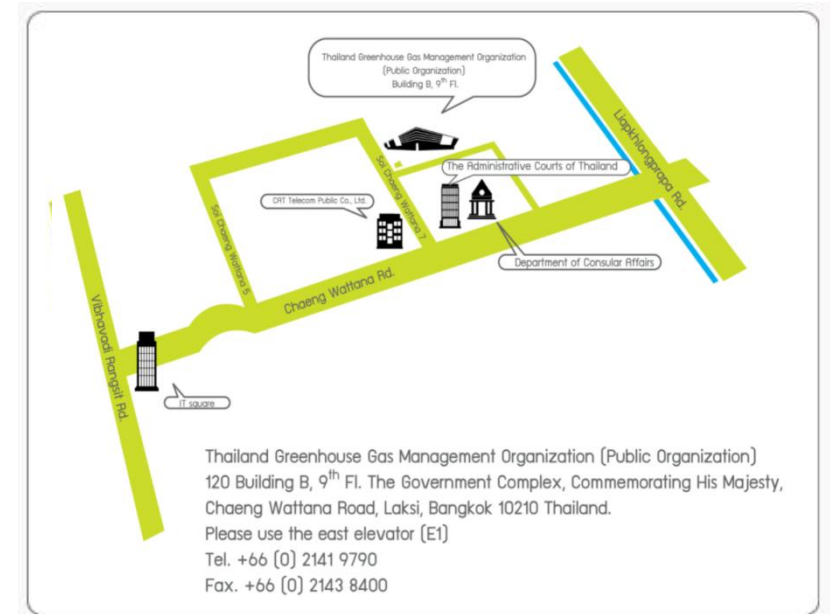 Thailand Greenhouse Gas Management Organization
(Public Organization)
Building B, 9th Fl.
Liapkhlongprapa Rd.
The Administrative Courts of Thailand
Soi Chaeng Wattana 7
CAT Telecom Public Co., Ltd.
Soi Chaeng Wattana 5
Department of Consular Affairs
Chaeng Wattana Rd.
Vibhavadi Rangsit Rd.
IT square
Thailand Greenhouse Gas Management Organization (Public Organization)
120 Building B, 9th Fl. The Government Complex, Commemorating His Majesty,
Chaeng Wattana Road, Laksi, Bangkok 10210 Thailand.
Please use the east elevator (E1)
Tel. +66 (0) 2141 9790
Fax. +66 (0) 2143 8400